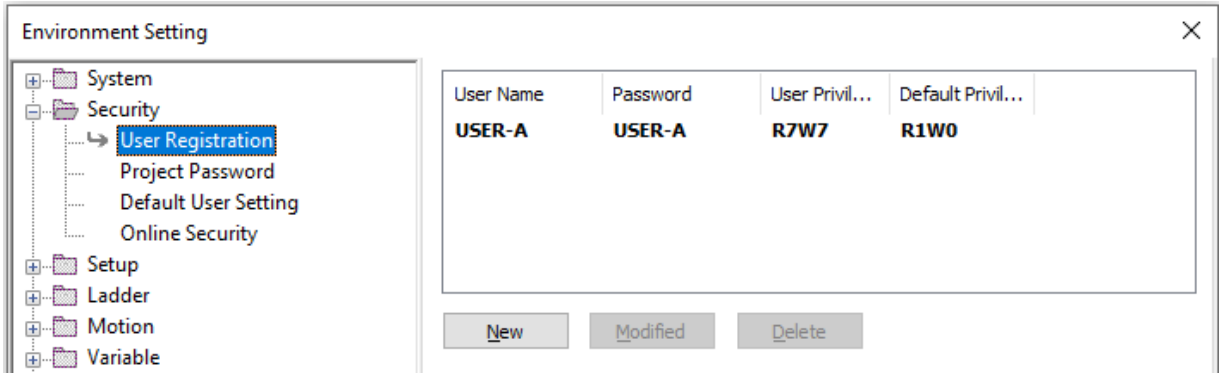 Environment Setting
System
Security
User Registration
Project Password
Default User Setting
Online Security
Setup
Ladder
Motion
Variable
User Name Password User Privil... Default Privil...
USER-A USER-A R7W7 R1W0
New Modified Delete